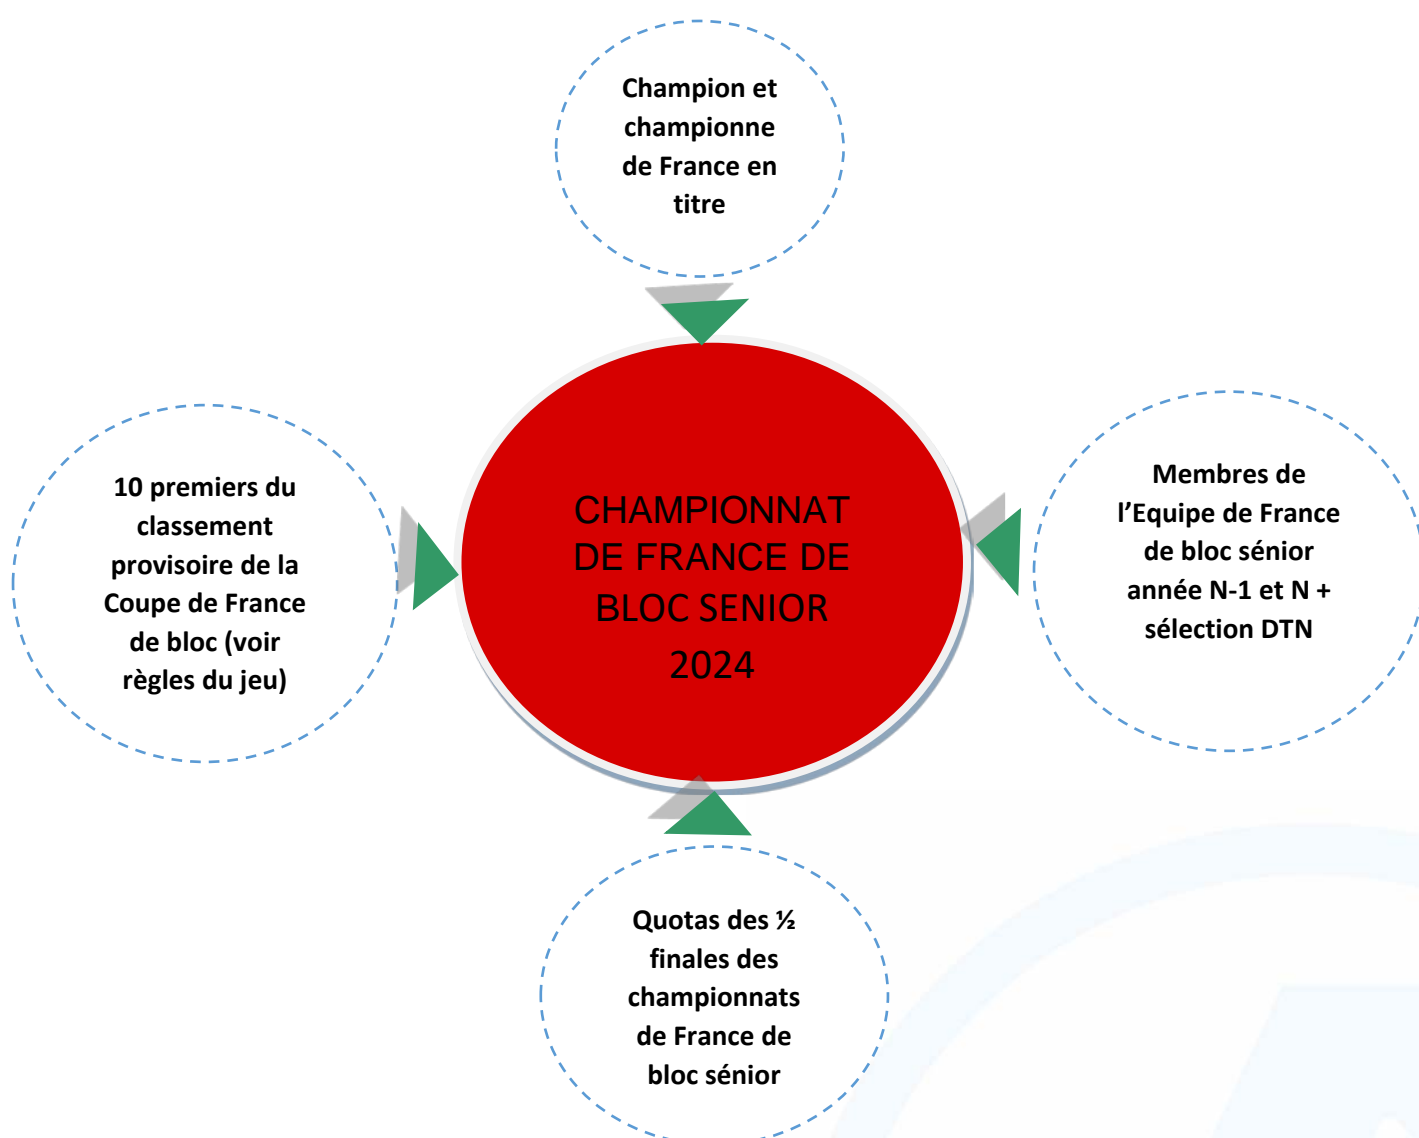 Champion et
championne
de France en
titre
10 premiers du
classement
provisoire de la
Coupe de France
de bloc (voir
règles du jeu)
CHAMPIONNAT
DE FRANCE DE
BLOC SENIOR
2024
Membres de
l’Equipe de France
de bloc sénior
année N-1 et N +
sélection DTN
Quotas des ½
finales des
championnats
de France de
bloc sénior